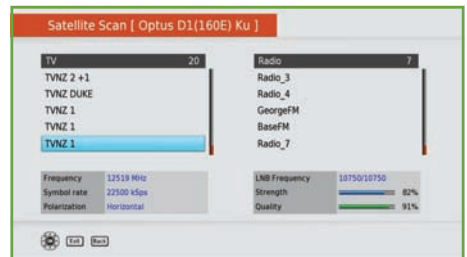 Satellite Scan [ Optus D1(160E) Ku ]
TV 20
TVNZ 2 +1
TVNZ DUKE
TVNZ 1
TVNZ 1
TVNZ 1
Radio 7
Radio_3
Radio_4
GeorgeFM
BaseFM
Radio_7
Frequency 12519 MHz
Symbol rate 22500 kSps
Polarization Horizontal
LNB Frequency 10750/10750
Strength 82%
Quality 91%
OK Exit Back